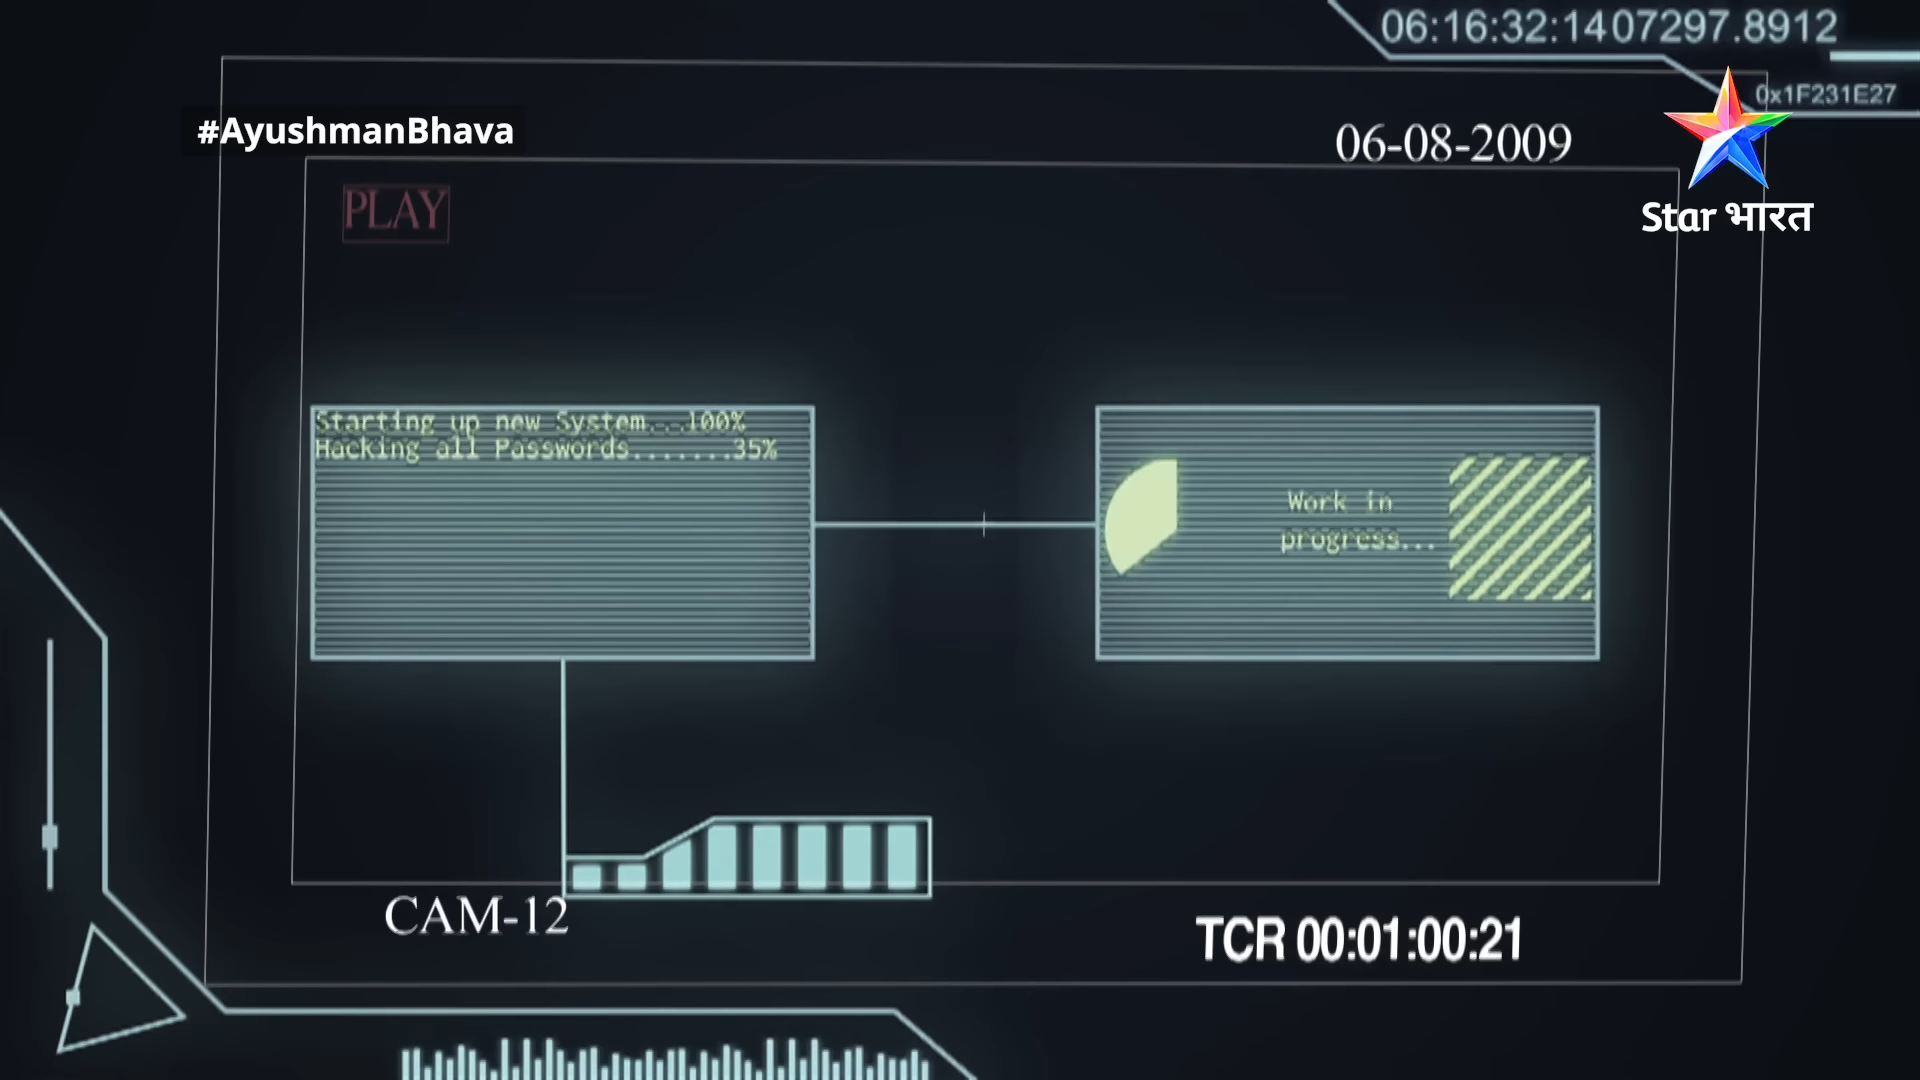 06:16:32:1407297.8912
0x1F231E27
#AyushmanBhava
06-08-2009
PLAY
Star भारत
Starting up new System...100%
Hacking all Passwords.......35%
Work in
progress...
CAM-12
TCR 00:01:00:21